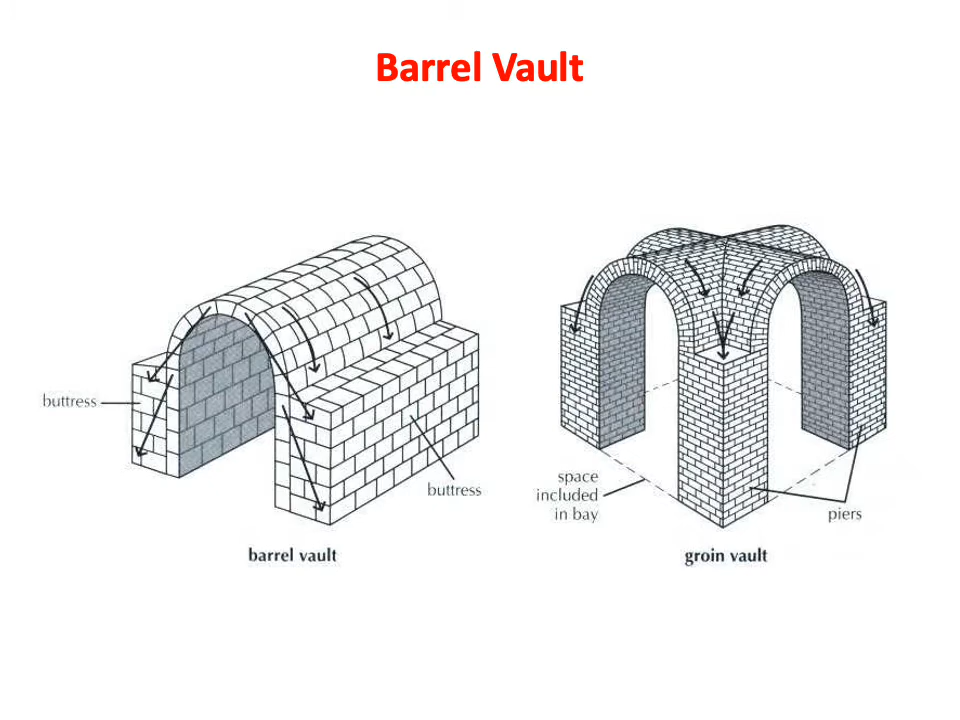 Barrel Vault
buttress
buttress
barrel vault
space
included
in bay
piers
groin vault